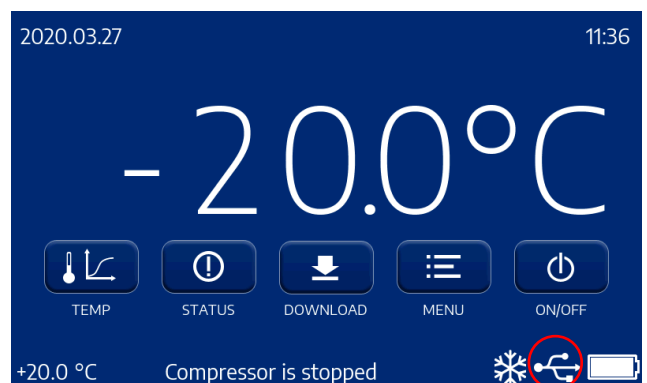 2020.03.27 11:36
-20.0°C
TEMP STATUS DOWNLOAD MENU ON/OFF
+20.0 °C Compressor is stopped